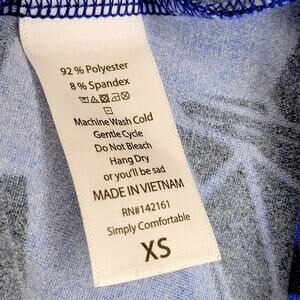 92% Polyester
8% Spandex
Machine Wash Cold
Gentle Cycle
Do Not Bleach
Hang Dry
or you'll be sad
MADE IN VIETNAM
RN#142161
Simply Comfortable
XS